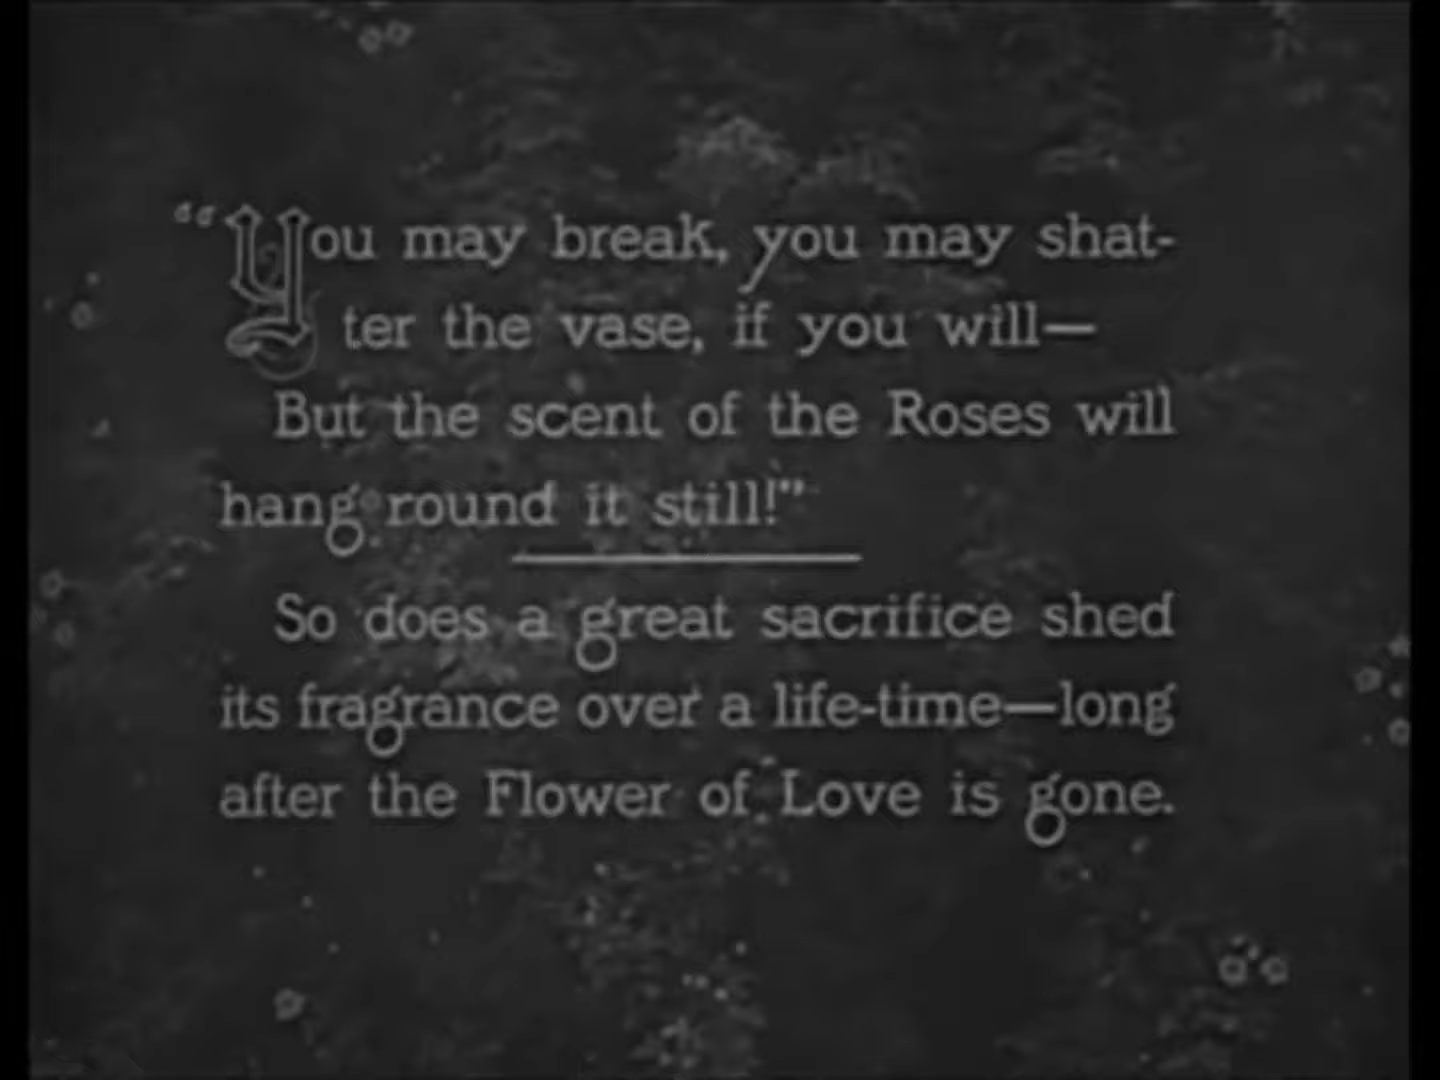 “You may break, you may shat-
ter the vase, if you will—
But the scent of the Roses will
hang round it still!”
So does a great sacrifice shed
its fragrance over a life-time—long
after the Flower of Love is gone.